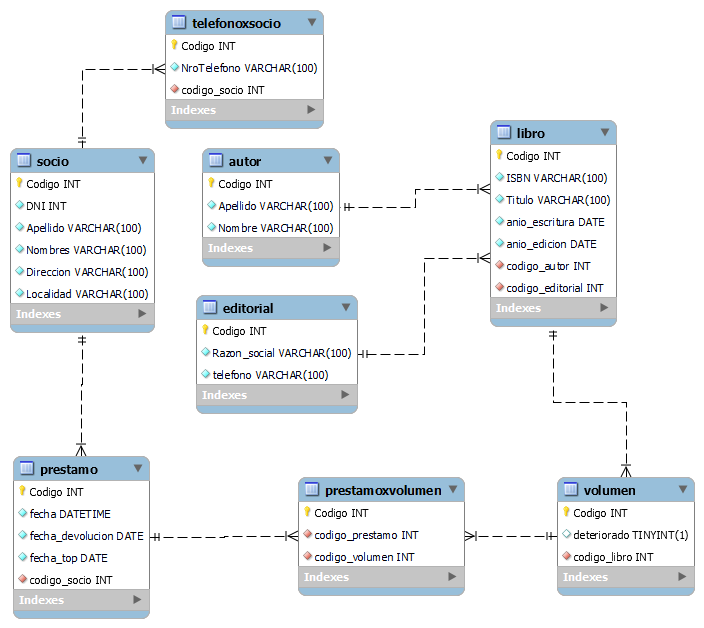 telefonoxsocio
Codigo INT
NroTelefono VARCHAR(100)
codigo_socio INT
Indexes
socio
Codigo INT
DNI INT
Apellido VARCHAR(100)
Nombres VARCHAR(100)
Direccion VARCHAR(100)
Localidad VARCHAR(100)
Indexes
autor
Codigo INT
Apellido VARCHAR(100)
Nombre VARCHAR(100)
Indexes
libro
Codigo INT
ISBN VARCHAR(100)
Titulo VARCHAR(100)
anio_escritura DATE
anio_edicion DATE
codigo_autor INT
codigo_editorial INT
Indexes
editorial
Codigo INT
Razon_social VARCHAR(100)
telefono VARCHAR(100)
Indexes
prestamo
Codigo INT
fecha DATETIME
fecha_devolucion DATE
fecha_top DATE
codigo_socio INT
Indexes
prestamoxvolumen
Codigo INT
codigo_prestamo INT
codigo_volumen INT
Indexes
volumen
Codigo INT
deteriorado TINYINT(1)
codigo_libro INT
Indexes